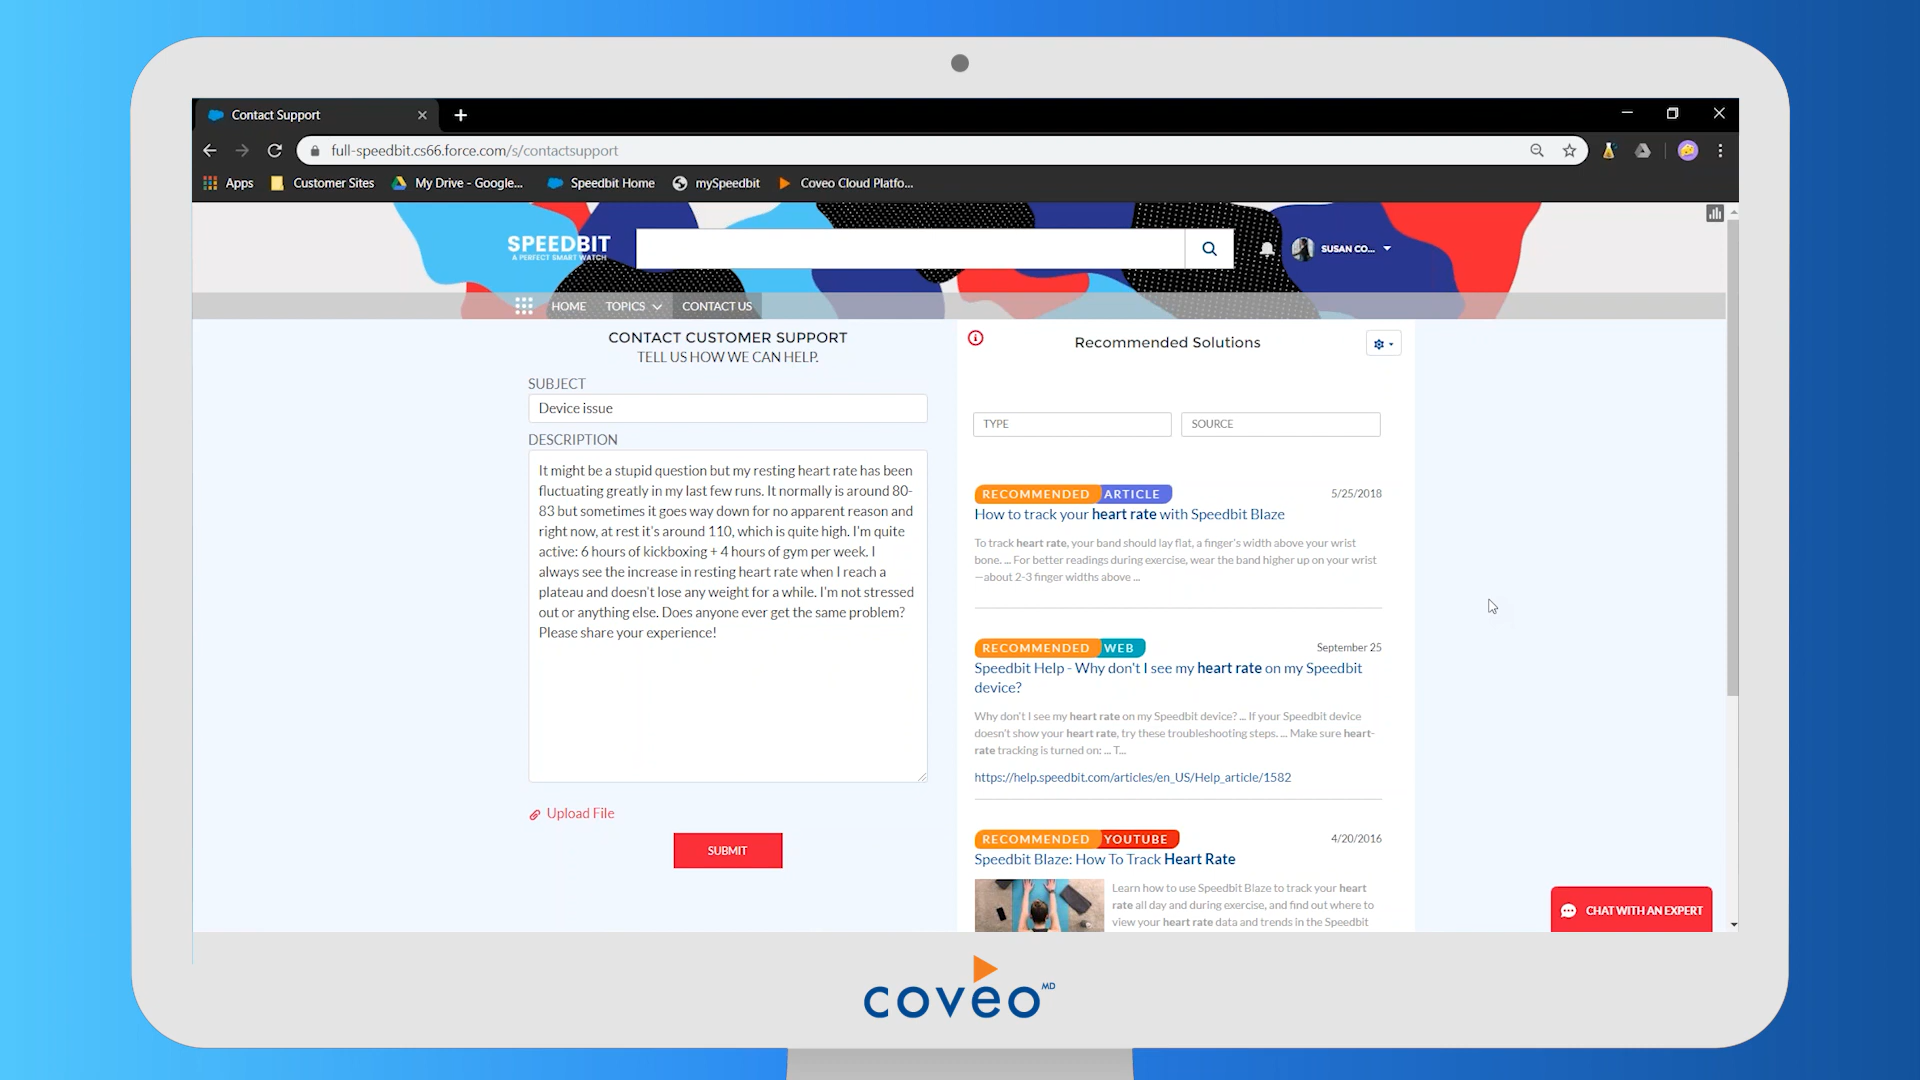 Contact Support
full-speedbit.cs66.force.com/s/contactsupport
Apps
Customer Sites
My Drive - Google...
Speedbit Home
mySpeedbit
Coveo Cloud Platfo...
SPEEDBIT
A PERFECT SMART WATCH
SUSAN CO...
HOME
TOPICS
CONTACT US
CONTACT CUSTOMER SUPPORT
TELL US HOW WE CAN HELP.
SUBJECT
Device issue
DESCRIPTION
It might be a stupid question but my resting heart rate has been
fluctuating greatly in my last few runs. It normally is around 80-
83 but sometimes it goes way down for no apparent reason and
right now, at rest it's around 110, which is quite high. I'm quite
active: 6 hours of kickboxing + 4 hours of gym per week. I
always see the increase in resting heart rate when I reach a
plateau and doesn't lose any weight for a while. I'm not stressed
out or anything else. Does anyone ever get the same problem?
Please share your experience!
Upload File
SUBMIT
Recommended Solutions
TYPE
SOURCE
RECOMMENDED ARTICLE
5/25/2018
How to track your heart rate with Speedbit Blaze
To track heart rate, your band should lay flat, a finger's width above your wrist
bone. ... For better readings during exercise, wear the band higher up on your wrist
—about 2-3 finger widths above ...
RECOMMENDED WEB
September 25
Speedbit Help - Why don't I see my heart rate on my Speedbit
device?
Why don't I see my heart rate on my Speedbit device? ... If your Speedbit device
doesn't show your heart rate, try these troubleshooting steps. ... Make sure heart-
rate tracking is turned on: ... T...
https://help.speedbit.com/articles/en_US/Help_article/1582
RECOMMENDED YOUTUBE
4/20/2016
Speedbit Blaze: How To Track Heart Rate
Learn how to use Speedbit Blaze to track your heart
rate all day and during exercise, and find out where to
view your heart rate data and trends in the Speedbit
CHAT WITH AN EXPERT
coveo MD